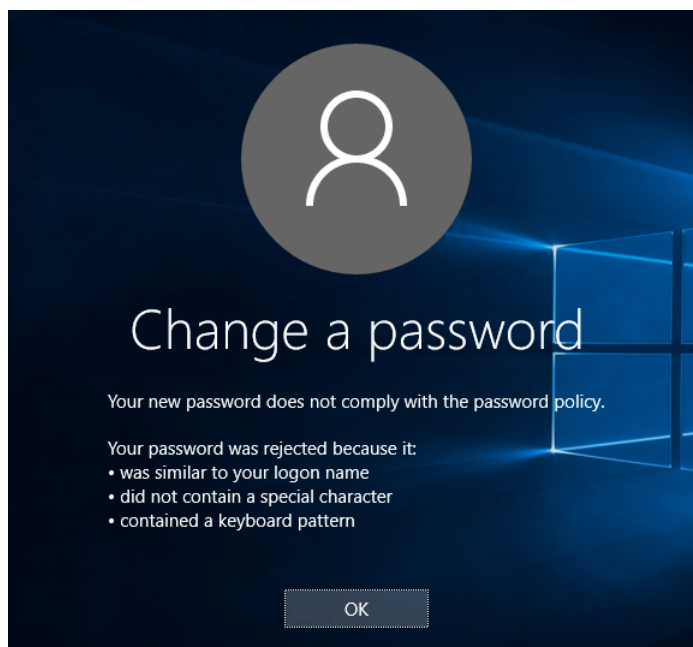 Change a password
Your new password does not comply with the password policy.
Your password was rejected because it:
• was similar to your logon name
• did not contain a special character
• contained a keyboard pattern
OK